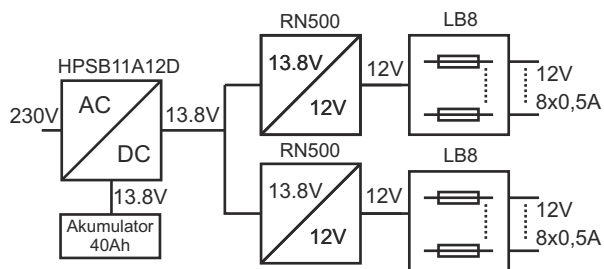 RN500
LB8
HPSB11A12D
13.8V
12V
12V
12V
8x0,5A
230V
AC
DC
13.8V
13.8V
Akumulator
40Ah
RN500
LB8
13.8V
12V
12V
12V
8x0,5A